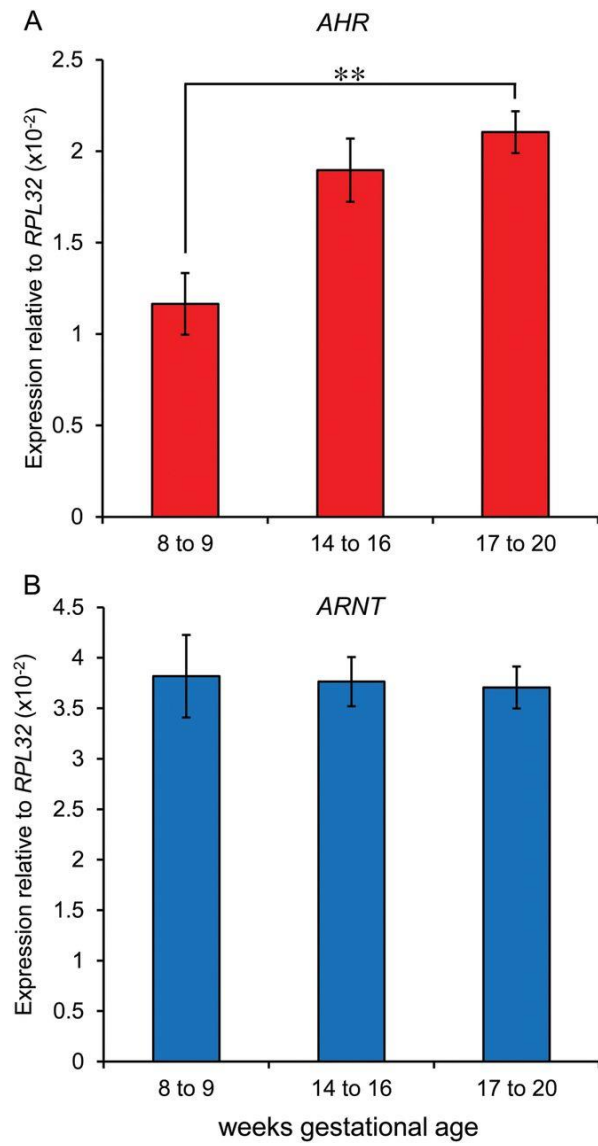 A
AHR
**
Expression relative to RPL32 (x10-2)
2.5
2
1.5
1
0.5
0
8 to 9
14 to 16
17 to 20
B
ARNT
Expression relative to RPL32 (x10-2)
4.5
4
3.5
3
2.5
2
1.5
1
0.5
0
8 to 9
14 to 16
17 to 20
weeks gestational age